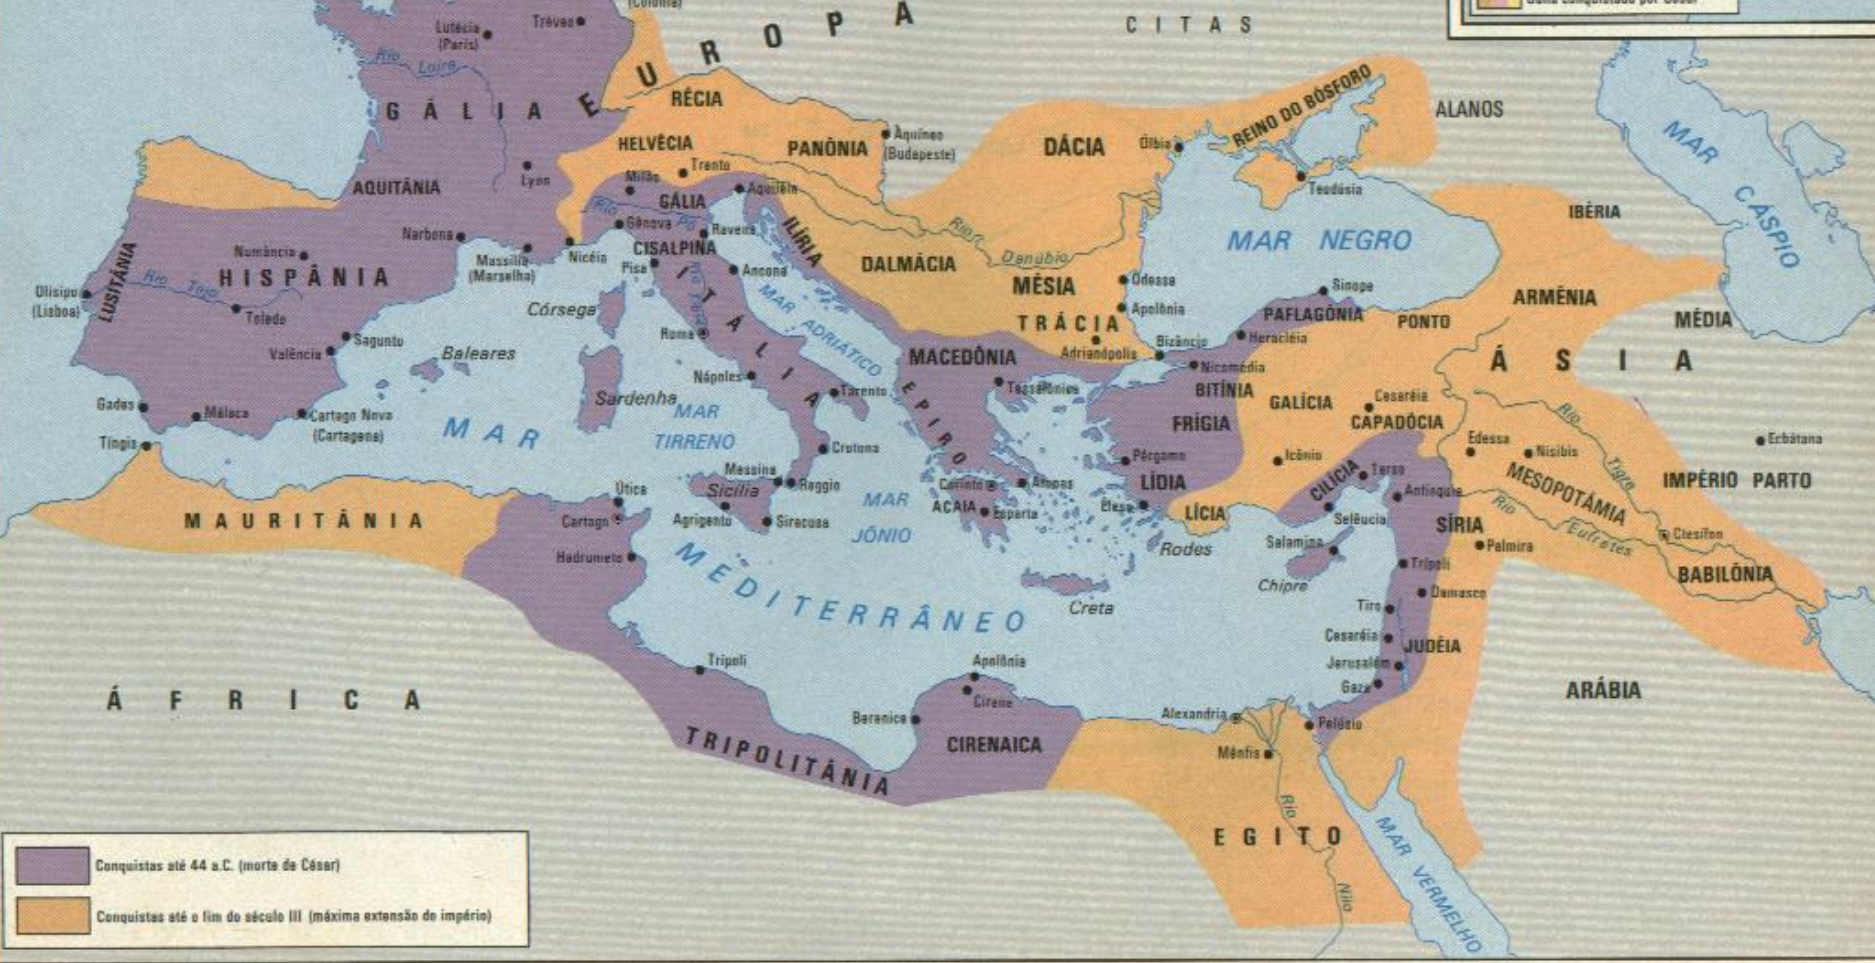 (Colônia)
Gália conquistada por César
EUROPA
CITAS
Lutécia
(Paris)
Tréves
Rio Loire
GÁLIA
RÉCIA
REINO DO BÓSFORO
ALANOS
HELVÉCIA
PANÔNIA
Aquíneo
(Budapeste)
DÁCIA
Ólbia
MAR CÁSPIO
AQUITÂNIA
Lyon
Milão
Trento
GÁLIA
CISALPINA
Aquiléia
Teodósia
Rio Pó
Gênova
Ravena
ILÍRIA
Rio Danúbio
MAR NEGRO
IBÉRIA
LUSITÂNIA
Numância
Narbona
Massília
(Marselha)
Nicéia
Pisa
Ancona
DALMÁCIA
HISPÂNIA
Rio Tejo
Olisipo
(Lisboa)
Toledo
Córsega
ITÁLIA
MAR ADRIÁTICO
MÉSIA
Odessa
Sinope
ARMÊNIA
Apolônia
PAFLAGÔNIA
PONTO
MÉDIA
TRÁCIA
Roma
Sagunto
Valência
Baleares
Adrianópolis
Bizâncio
Heracléia
ÁSIA
MACEDÔNIA
Nicomédia
Nápoles
Tarento
EPIRO
Tessalônica
BITÍNIA
GALÍCIA
Cesaréia
CAPADÓCIA
Sardenha
MAR
TIRRENO
Gades
Málaca
Cartago Nova
(Cartagena)
FRÍGIA
Rio Tigre
Tíngis
MAR MEDITERRÂNEO
Crotona
Edessa
Nisibis
Ecbátana
Icônio
Pérgamo
Messina
Reggio
Sicília
CILÍCIA
Tarso
MESOPOTÂMIA
IMPÉRIO PARTO
Útica
MAR
JÔNIO
Corinto
Atenas
LÍDIA
Antioquia
Rio Eufrates
MAURITÂNIA
Cartago
Agrigento
Siracusa
ACAIA
Esparta
Éfeso
LÍCIA
Selêucia
SÍRIA
Ctesifon
Rodes
Salamina
Palmira
Hadrumeto
Chipre
Trípoli
BABILÔNIA
Creta
Damasco
Tiro
Cesaréia
JUDÉIA
Trípoli
Apolônia
Jerusalém
Gaza
ARÁBIA
ÁFRICA
Cirene
Berenice
Alexandria
Pelúsio
TRIPOLITÂNIA
CIRENAICA
Mênfis
EGITO
Rio Nilo
MAR VERMELHO
Conquistas até 44 a.C. (morte de César)
Conquistas até o fim do século III (máxima extensão do império)